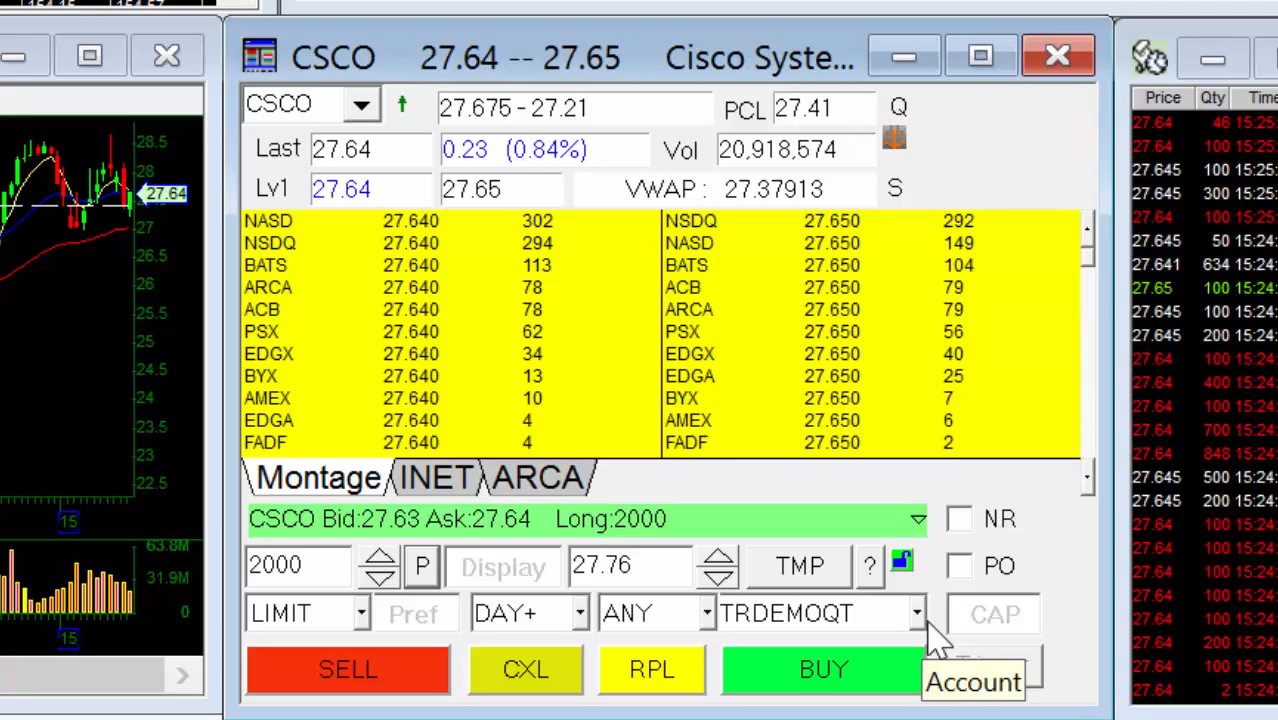 CSCO 27.64 -- 27.65 Cisco Syste...
CSCO 27.675 - 27.21 PCL 27.41 Q
Last 27.64 0.23 (0.84%) Vol 20,918,574
Lv1 27.64 27.65 VWAP : 27.37913 S
NASD 27.640 302 NSDQ 27.650 292
NSDQ 27.640 294 NASD 27.650 149
BATS 27.640 113 BATS 27.650 104
ARCA 27.640 78 ACB 27.650 79
ACB 27.640 78 ARCA 27.650 79
PSX 27.640 62 PSX 27.650 56
EDGX 27.640 34 EDGX 27.650 40
BYX 27.640 13 EDGA 27.650 25
AMEX 27.640 10 BYX 27.650 7
EDGA 27.640 4 AMEX 27.650 6
FADF 27.640 4 FADF 27.650 2
Montage INET ARCA
CSCO Bid:27.63 Ask:27.64 Long:2000 NR
2000 P Display 27.76 TMP ? PO
LIMIT Pref DAY+ ANY TRDEMOQT CAP
SELL CXL RPL BUY
Account
28.5
28
27.64
27
26.5
26
25.5
25
24.5
24
23.5
23
22.5
15
63.8M
31.9M
0
15
Price Qty Time
27.64 46 15:25:
27.64 100 15:25:
27.645 100 15:25:
27.645 300 15:25:
27.64 100 15:25:
27.645 50 15:24:
27.641 634 15:24:
27.65 100 15:24:
27.645 100 15:24:
27.645 200 15:24:
27.64 100 15:24:
27.64 400 15:24:
27.64 100 15:24:
27.64 700 15:24:
27.64 848 15:24:
27.645 500 15:24:
27.645 200 15:24:
27.64 100 15:24:
27.64 100 15:24:
27.64 100 15:24:
27.64 100 15:24:
27.64 100 15:24:
27.64 200 15:24:
27.64 100 15:24:
27.64 2 15:24: